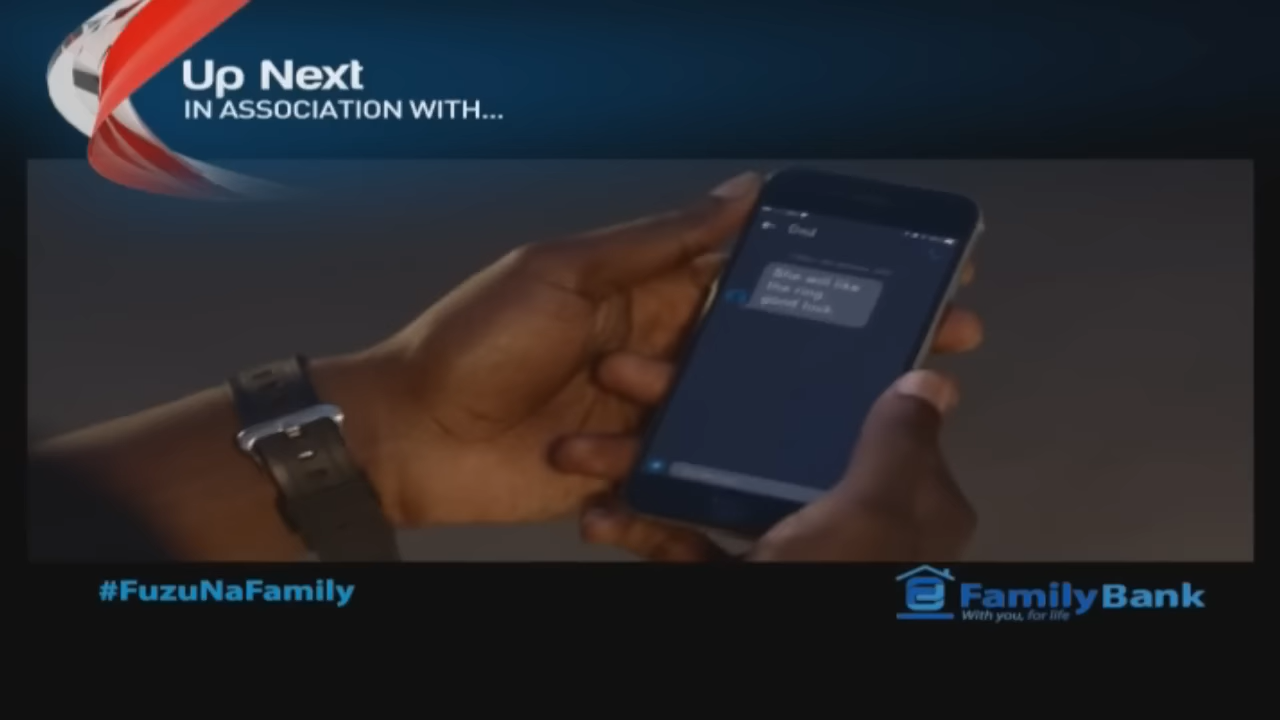 Up Next
IN ASSOCIATION WITH...
Dad
She will like
the ring
good luck
#FuzuNaFamily
FamilyBank
With you, for life